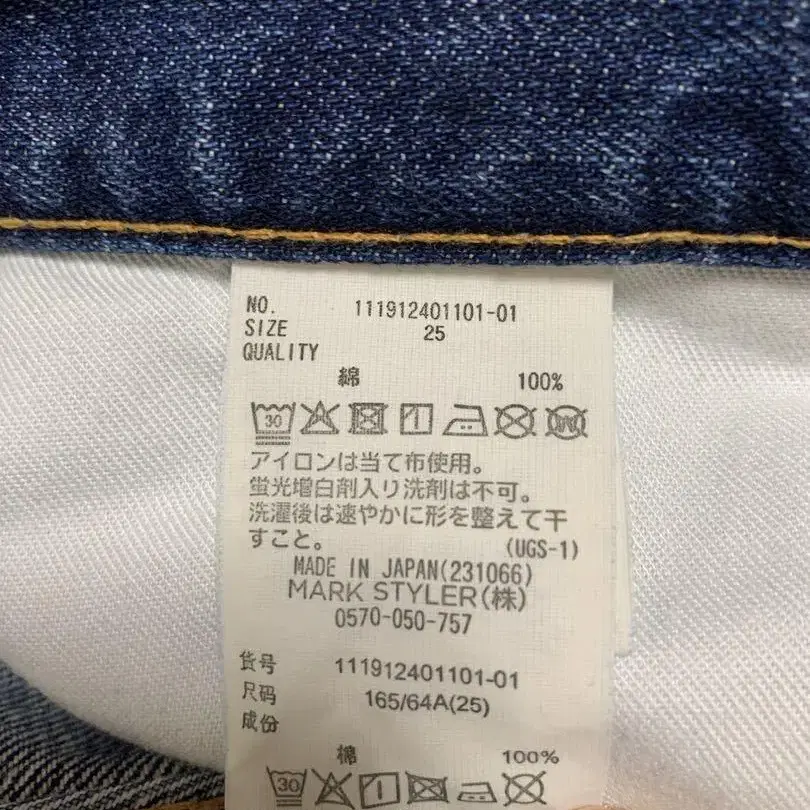 NO. 111912401101-01
SIZE 25
QUALITY
綿 100%
30 W
アイロンは当て布使用。
蛍光増白剤入り洗剤は不可。
洗濯後は速やかに形を整えて干
すこと。 (UGS-1)
MADE IN JAPAN(231066)
MARK STYLER(株)
0570-050-757
货号 111912401101-01
尺码 165/64A(25)
成份
棉 100%
30